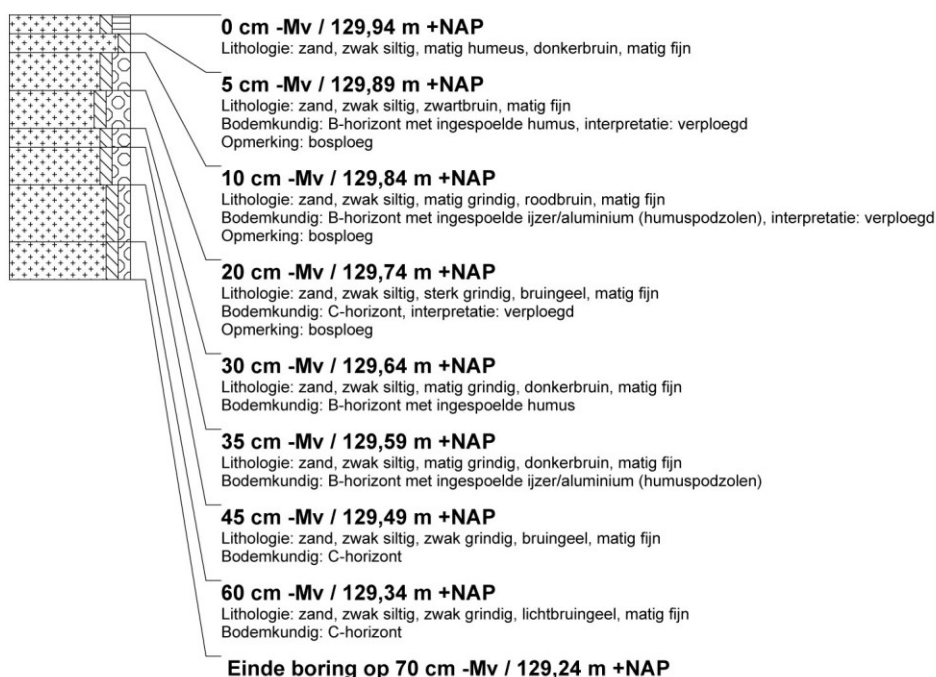 0 cm -Mv / 129,94 m +NAP
Lithologie: zand, zwak siltig, matig humeus, donkerbruin, matig fijn
5 cm -Mv / 129,89 m +NAP
Lithologie: zand, zwak siltig, zwartbruin, matig fijn
Bodemkundig: B-horizont met ingespoelde humus, interpretatie: verploegd
Opmerking: bosploeg
10 cm -Mv / 129,84 m +NAP
Lithologie: zand, zwak siltig, matig grindig, roodbruin, matig fijn
Bodemkundig: B-horizont met ingespoelde ijzer/aluminium (humuspodzolen), interpretatie: verploegd
Opmerking: bosploeg
20 cm -Mv / 129,74 m +NAP
Lithologie: zand, zwak siltig, sterk grindig, bruingeel, matig fijn
Bodemkundig: C-horizont, interpretatie: verploegd
Opmerking: bosploeg
30 cm -Mv / 129,64 m +NAP
Lithologie: zand, zwak siltig, matig grindig, donkerbruin, matig fijn
Bodemkundig: B-horizont met ingespoelde humus
35 cm -Mv / 129,59 m +NAP
Lithologie: zand, zwak siltig, matig grindig, donkerbruin, matig fijn
Bodemkundig: B-horizont met ingespoelde ijzer/aluminium (humuspodzolen)
45 cm -Mv / 129,49 m +NAP
Lithologie: zand, zwak siltig, zwak grindig, bruingeel, matig fijn
Bodemkundig: C-horizont
60 cm -Mv / 129,34 m +NAP
Lithologie: zand, zwak siltig, zwak grindig, lichtbruingeel, matig fijn
Bodemkundig: C-horizont
Einde boring op 70 cm -Mv / 129,24 m +NAP